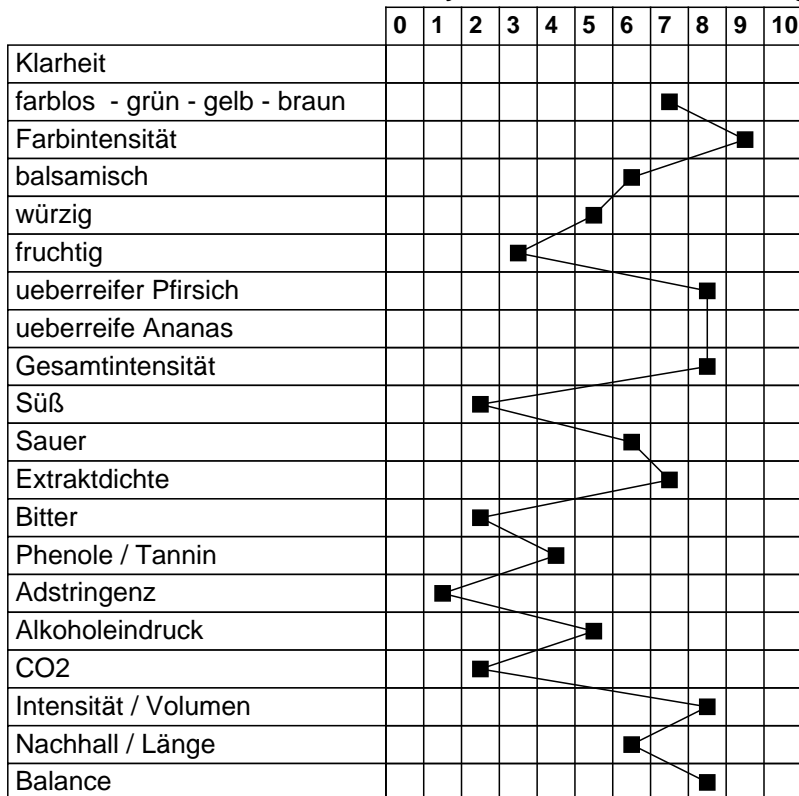 0 1 2 3 4 5 6 7 8 9 10
Klarheit
farblos - grün - gelb - braun
Farbintensität
balsamisch
würzig
fruchtig
ueberreifer Pfirsich
ueberreife Ananas
Gesamtintensität
Süß
Sauer
Extraktdichte
Bitter
Phenole / Tannin
Adstringenz
Alkoholeindruck
CO2
Intensität / Volumen
Nachhall / Länge
Balance